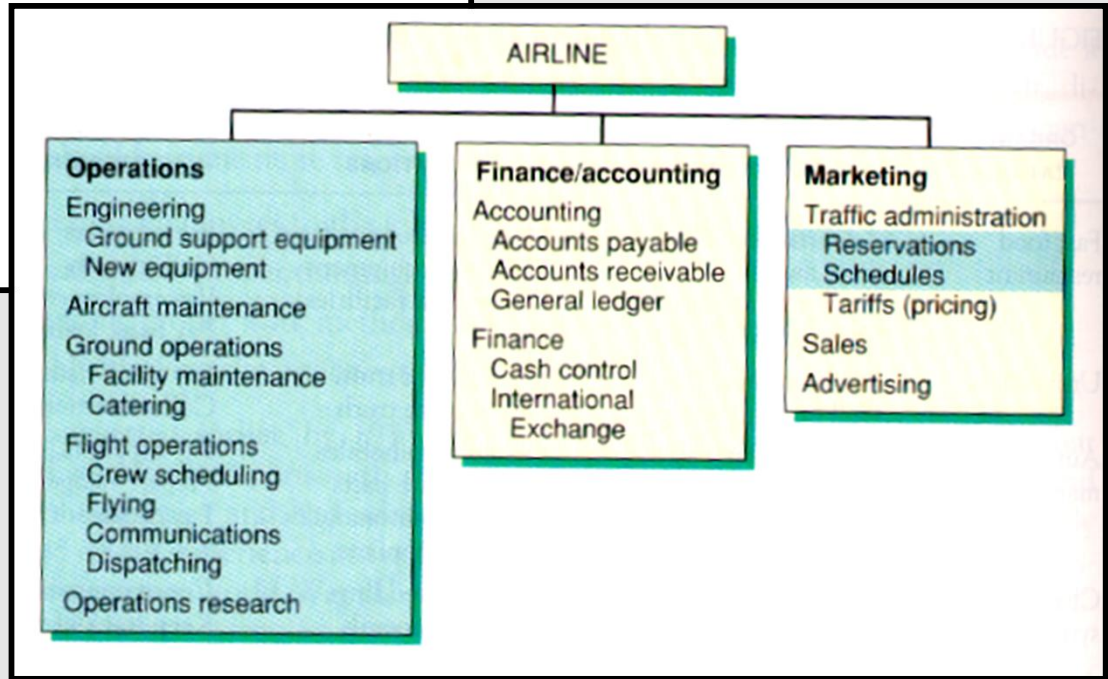 AIRLINE
Operations
Engineering
Ground support equipment
New equipment
Aircraft maintenance
Ground operations
Facility maintenance
Catering
Flight operations
Crew scheduling
Flying
Communications
Dispatching
Operations research
Finance/accounting
Accounting
Accounts payable
Accounts receivable
General ledger
Finance
Cash control
International
Exchange
Marketing
Traffic administration
Reservations
Schedules
Tariffs (pricing)
Sales
Advertising